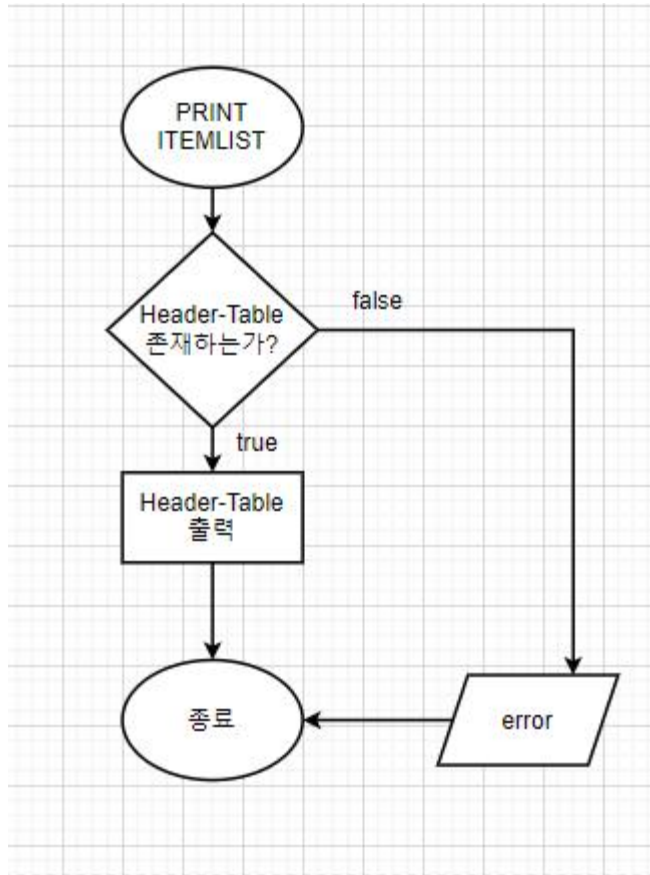 PRINT
ITEMLIST
Header-Table
존재하는가?
false
true
Header-Table
출력
종료
error